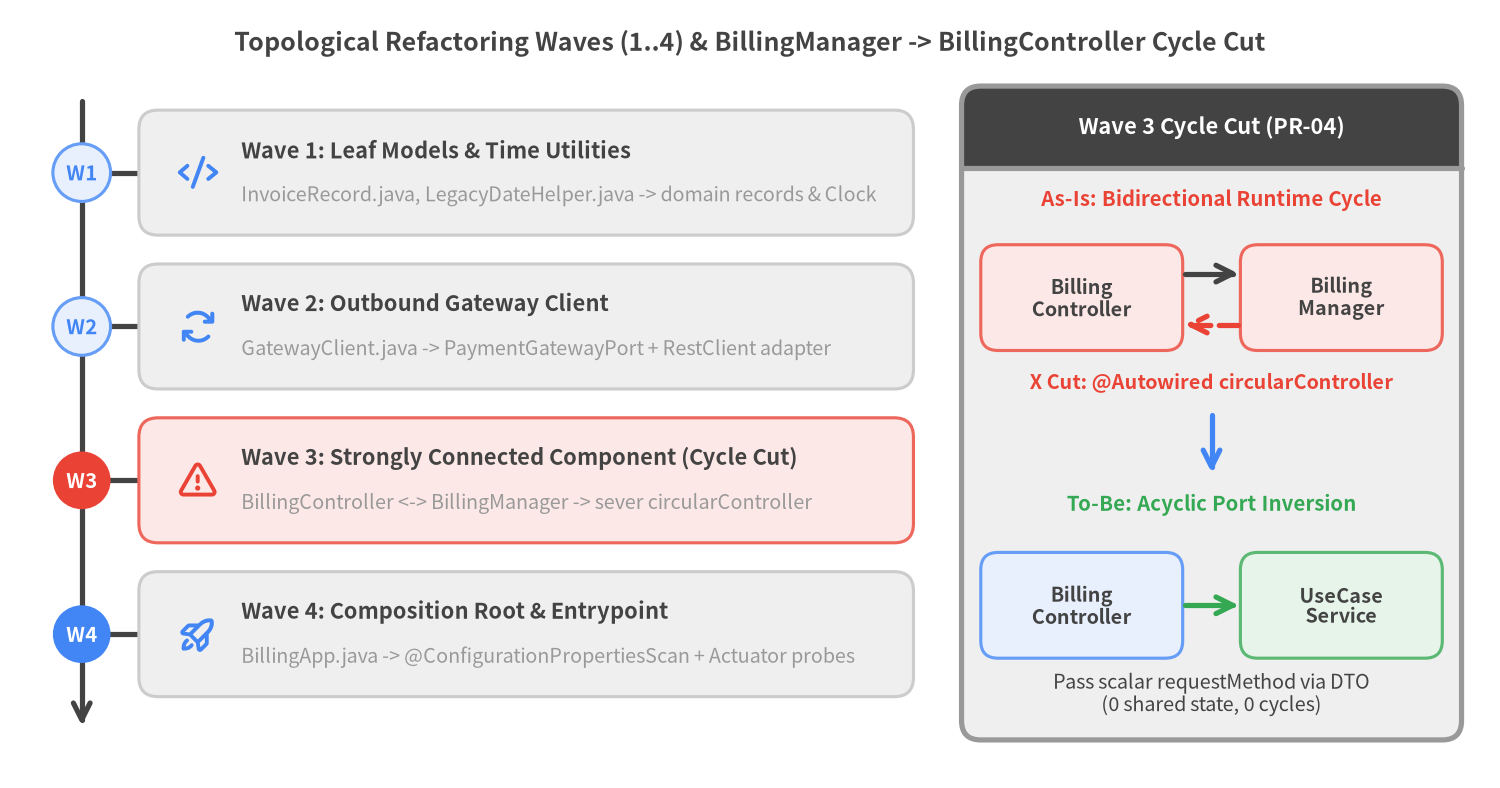 Topological Refactoring Waves (1..4) & BillingManager -> BillingController Cycle Cut
W1
Wave 1: Leaf Models & Time Utilities
InvoiceRecord.java, LegacyDateHelper.java -> domain records & Clock
W2
Wave 2: Outbound Gateway Client
GatewayClient.java -> PaymentGatewayPort + RestClient adapter
W3
Wave 3: Strongly Connected Component (Cycle Cut)
BillingController <-> BillingManager -> sever circularController
W4
Wave 4: Composition Root & Entrypoint
BillingApp.java -> @ConfigurationPropertiesScan + Actuator probes
Wave 3 Cycle Cut (PR-04)
As-Is: Bidirectional Runtime Cycle
Billing
Controller
Billing
Manager
X Cut: @Autowired circularController
To-Be: Acyclic Port Inversion
Billing
Controller
UseCase
Service
Pass scalar requestMethod via DTO
(0 shared state, 0 cycles)